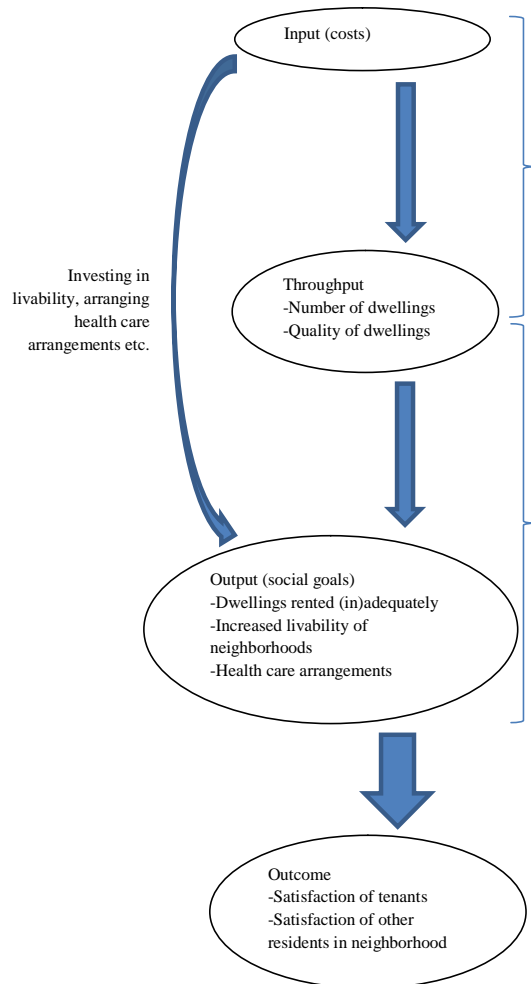 Input (costs)
Investing in
livability, arranging
health care
arrangements etc.
Throughput
-Number of dwellings
-Quality of dwellings
Output (social goals)
-Dwellings rented (in)adequately
-Increased livability of
neighborhoods
-Health care arrangements
Outcome
-Satisfaction of tenants
-Satisfaction of other
residents in neighborhood